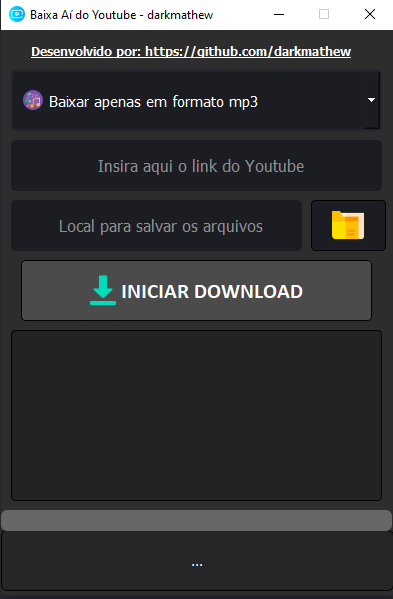 Baixa Aí do Youtube - darkmathew
Desenvolvido por: https://github.com/darkmathew
Baixar apenas em formato mp3
Insira aqui o link do Youtube
Local para salvar os arquivos
INICIAR DOWNLOAD
...